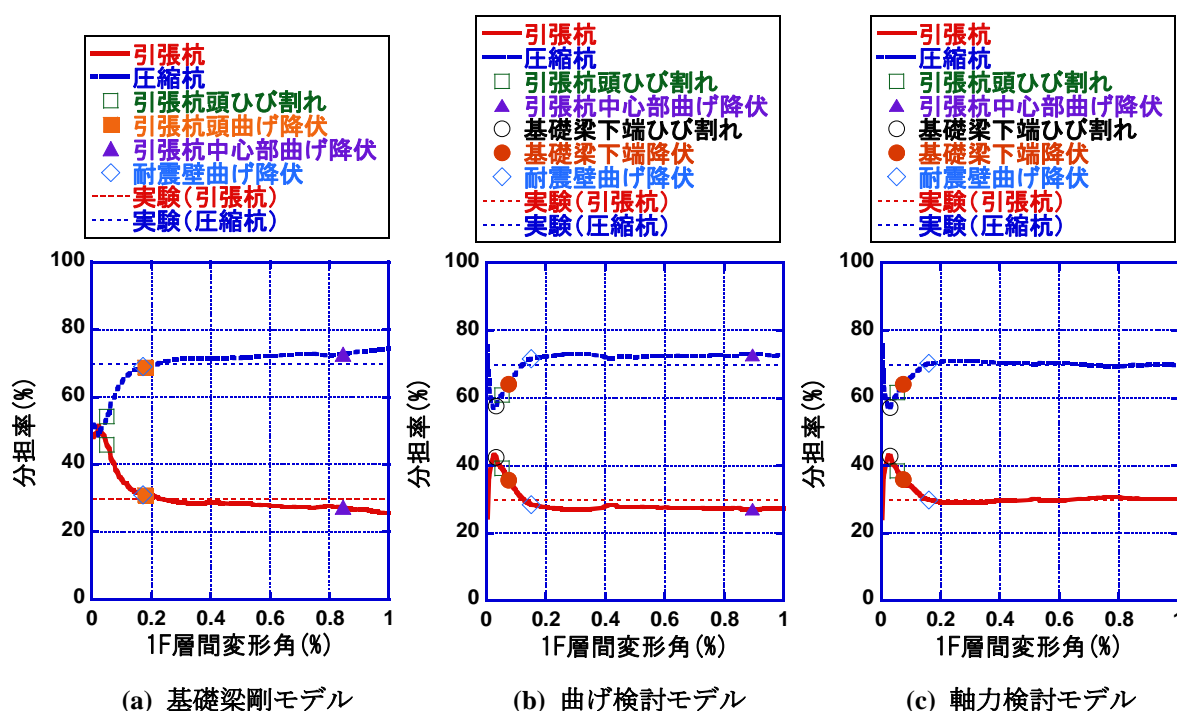 引張杭
圧縮杭
引張杭頭ひび割れ
引張杭頭曲げ降伏
引張杭中心部曲げ降伏
耐震壁曲げ降伏
実験(引張杭)
実験(圧縮杭)
100
80
60
40
20
0
分担率(%)
0 0.2 0.4 0.6 0.8 1
1F層間変形角(%)
(a) 基礎梁剛モデル
引張杭
圧縮杭
引張杭頭ひび割れ
引張杭中心部曲げ降伏
基礎梁下端ひび割れ
基礎梁下端降伏
耐震壁曲げ降伏
実験(引張杭)
実験(圧縮杭)
100
80
60
40
20
0
分担率(%)
0 0.2 0.4 0.6 0.8 1
1F層間変形角(%)
(b) 曲げ検討モデル
引張杭
圧縮杭
引張杭頭ひび割れ
引張杭中心部曲げ降伏
基礎梁下端ひび割れ
基礎梁下端降伏
耐震壁曲げ降伏
実験(引張杭)
実験(圧縮杭)
100
80
60
40
20
0
分担率(%)
0 0.2 0.4 0.6 0.8 1
1F層間変形角(%)
(c) 軸力検討モデル